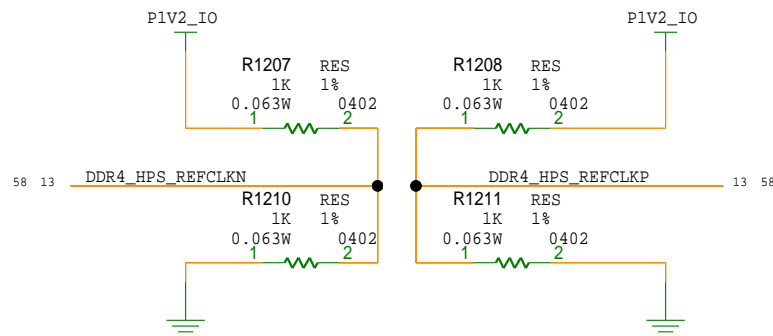 P1V2_IO
P1V2_IO
R1207 RES
1K 1%
0.063W 0402
1 2
R1208 RES
1K 1%
0.063W 0402
1 2
58 13 DDR4_HPS_REFCLKN
DDR4_HPS_REFCLKP 13 58
R1210 RES
1K 1%
0.063W 0402
1 2
R1211 RES
1K 1%
0.063W 0402
1 2